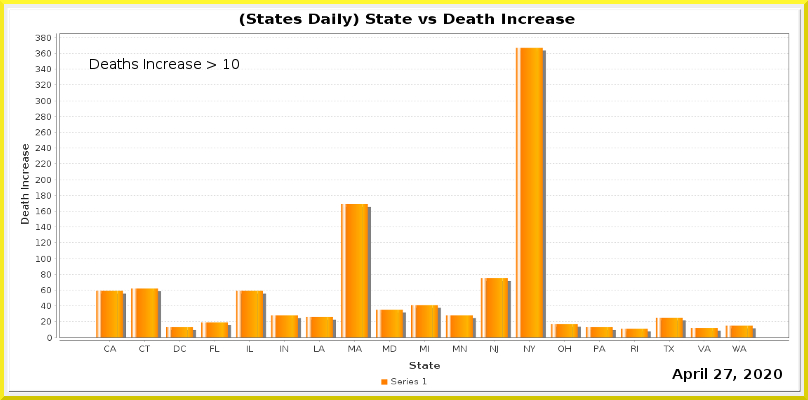 (States Daily) State vs Death Increase
Deaths Increase > 10
Death Increase
380
360
340
320
300
280
260
240
220
200
180
160
140
120
100
80
60
40
20
0
CA CT DC FL IL IN LA MA MD MI MN NJ NY OH PA RI TX VA WA
State
Series 1
April 27, 2020